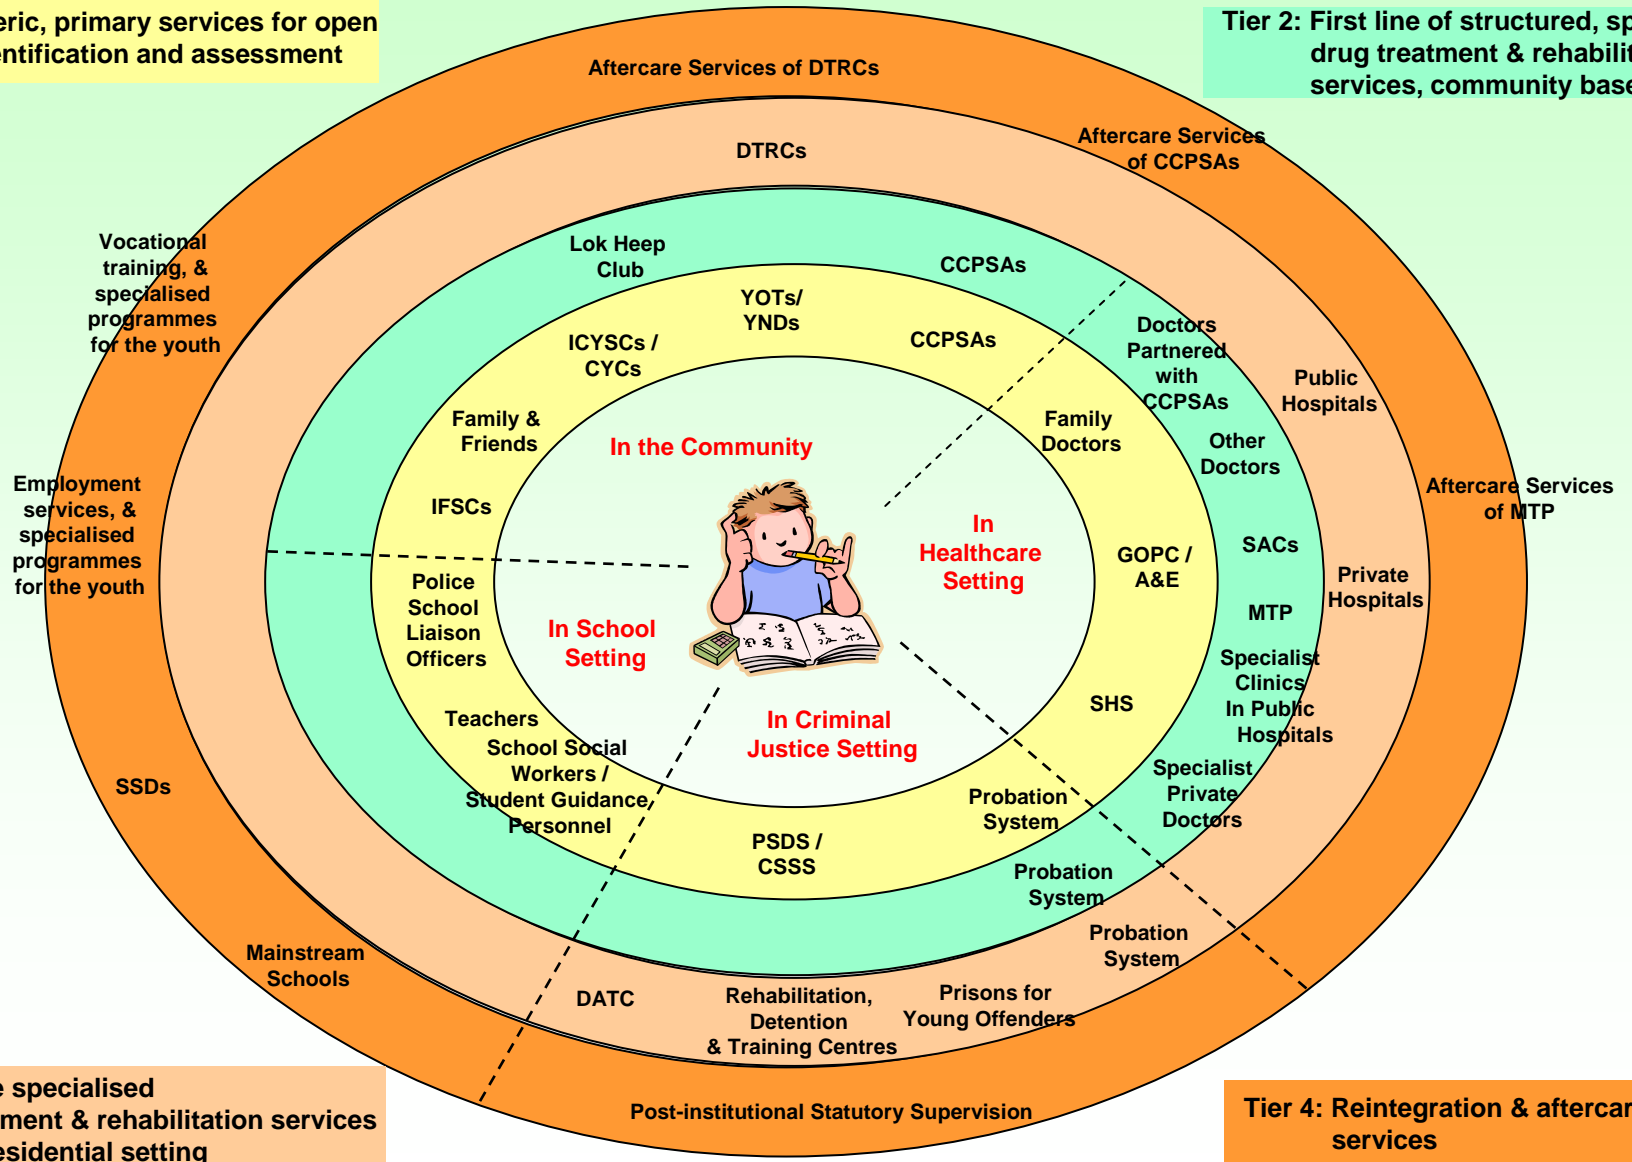 eric, primary services for open
entification and assessment
Tier 2: First line of structured, sp
drug treatment & rehabilit
services, community base
Aftercare Services of DTRCs
Aftercare Services
of CCPSAs
DTRCs
Vocational
training, &
specialised
programmes
for the youth
Lok Heep
Club
CCPSAs
YOTs/
YNDs
CCPSAs
ICYSCs /
CYCs
Doctors
Partnered
with
CCPSAs
Public
Hospitals
Family &
Friends
Family
Doctors
In the Community
Other
Doctors
Employment
services, &
specialised
programmes
for the youth
IFSCs
Aftercare Services
of MTP
In
Healthcare
Setting
GOPC /
A&E
SACs
Private
Hospitals
Police
School
Liaison
Officers
MTP
In School
Setting
Specialist
Clinics
In Public
Hospitals
SHS
Teachers
School Social
Workers /
Student Guidance
Personnel
In Criminal
Justice Setting
SSDs
Specialist
Private
Doctors
Probation
System
PSDS /
CSSS
Probation
System
Probation
System
Mainstream
Schools
DATC
Rehabilitation,
Detention
& Training Centres
Prisons for
Young Offenders
Post-institutional Statutory Supervision
e specialised
ment & rehabilitation services
esidential setting
Tier 4: Reintegration & aftercar
services